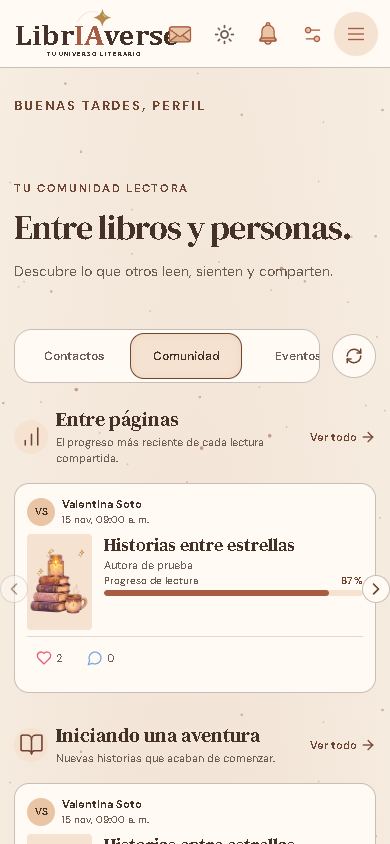 LibrIAverse
TU UNIVERSO LITERARIO
BUENAS TARDES, PERFIL
TU COMUNIDAD LECTORA
Entre libros y personas.
Descubre lo que otros leen, sienten y comparten.
Contactos
Comunidad
Eventos
Entre páginas
El progreso más reciente de cada lectura
compartida.
Ver todo
VS
Valentina Soto
15 nov, 09:00 a. m.
Historias entre estrellas
Autora de prueba
Progreso de lectura
87%
2
0
Iniciando una aventura
Nuevas historias que acaban de comenzar.
Ver todo
VS
Valentina Soto
15 nov, 09:00 a. m.
Historias entre estrellas